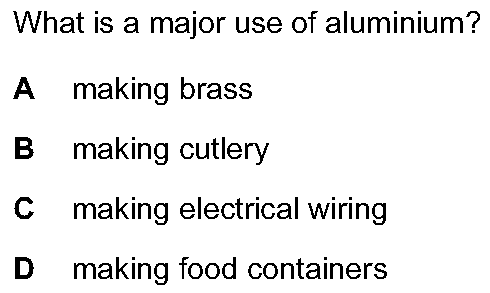 What is a major use of aluminium?
A making brass
B making cutlery
C making electrical wiring
D making food containers